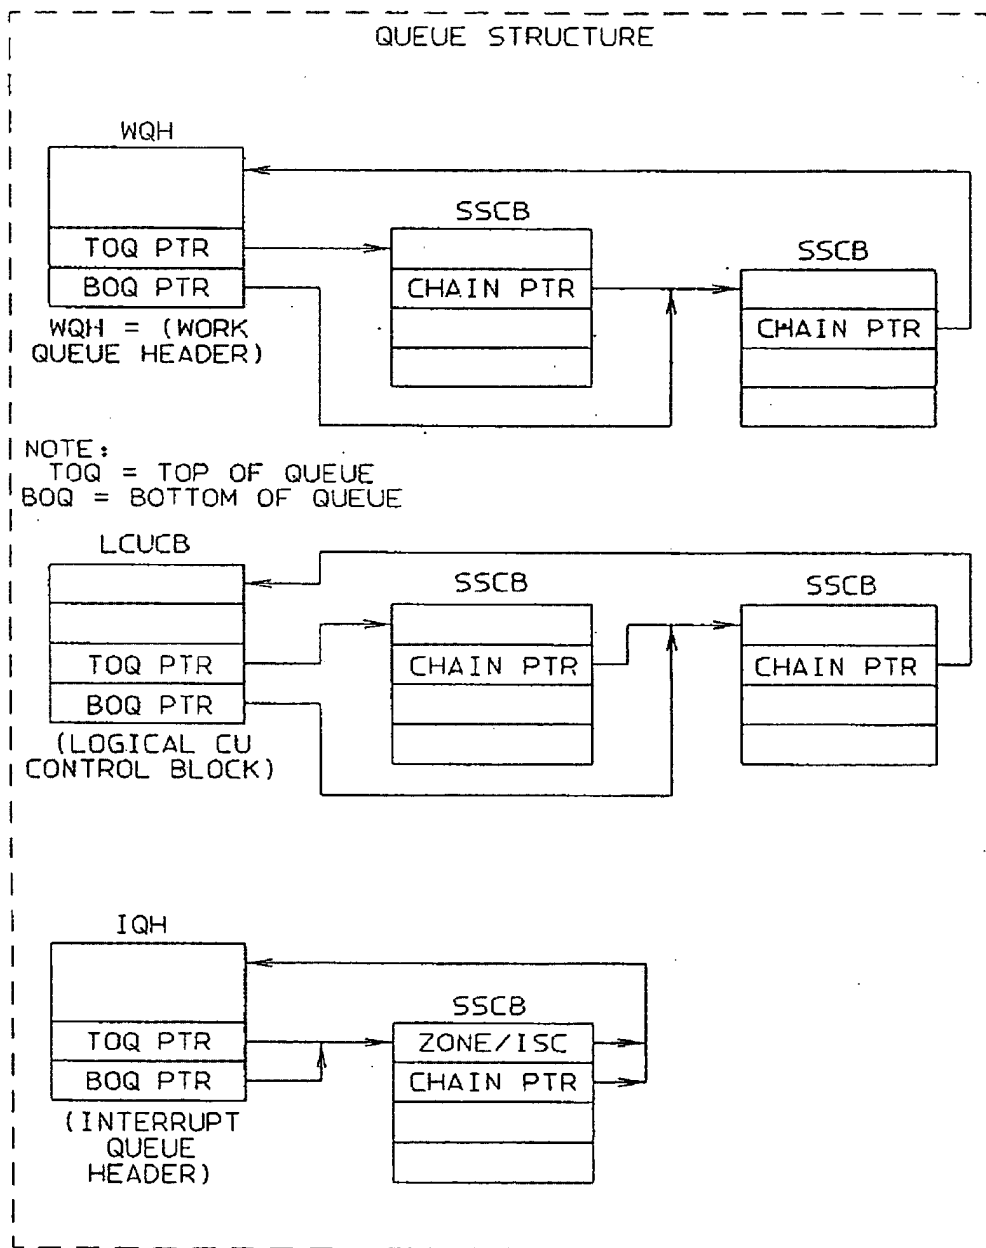 QUEUE STRUCTURE
WQH
TOQ PTR
BOQ PTR
WQH = (WORK
QUEUE HEADER)
SSCB
CHAIN PTR
SSCB
CHAIN PTR
NOTE:
TOQ = TOP OF QUEUE
BOQ = BOTTOM OF QUEUE
LCUCB
TOQ PTR
BOQ PTR
(LOGICAL CU
CONTROL BLOCK)
SSCB
CHAIN PTR
SSCB
CHAIN PTR
IQH
TOQ PTR
BOQ PTR
(INTERRUPT
QUEUE
HEADER)
SSCB
ZONE/ISC
CHAIN PTR